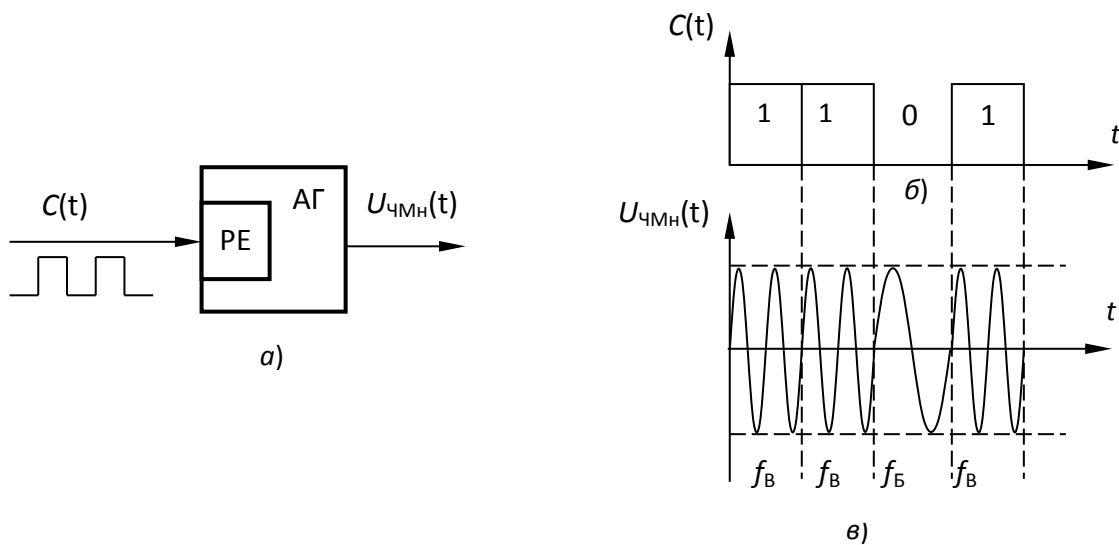 C(t)
АГ
РЕ
UЧМн(t)
а)
C(t)
1 1 0 1
t
б)
UЧМн(t)
t
fВ fВ fБ fВ
в)